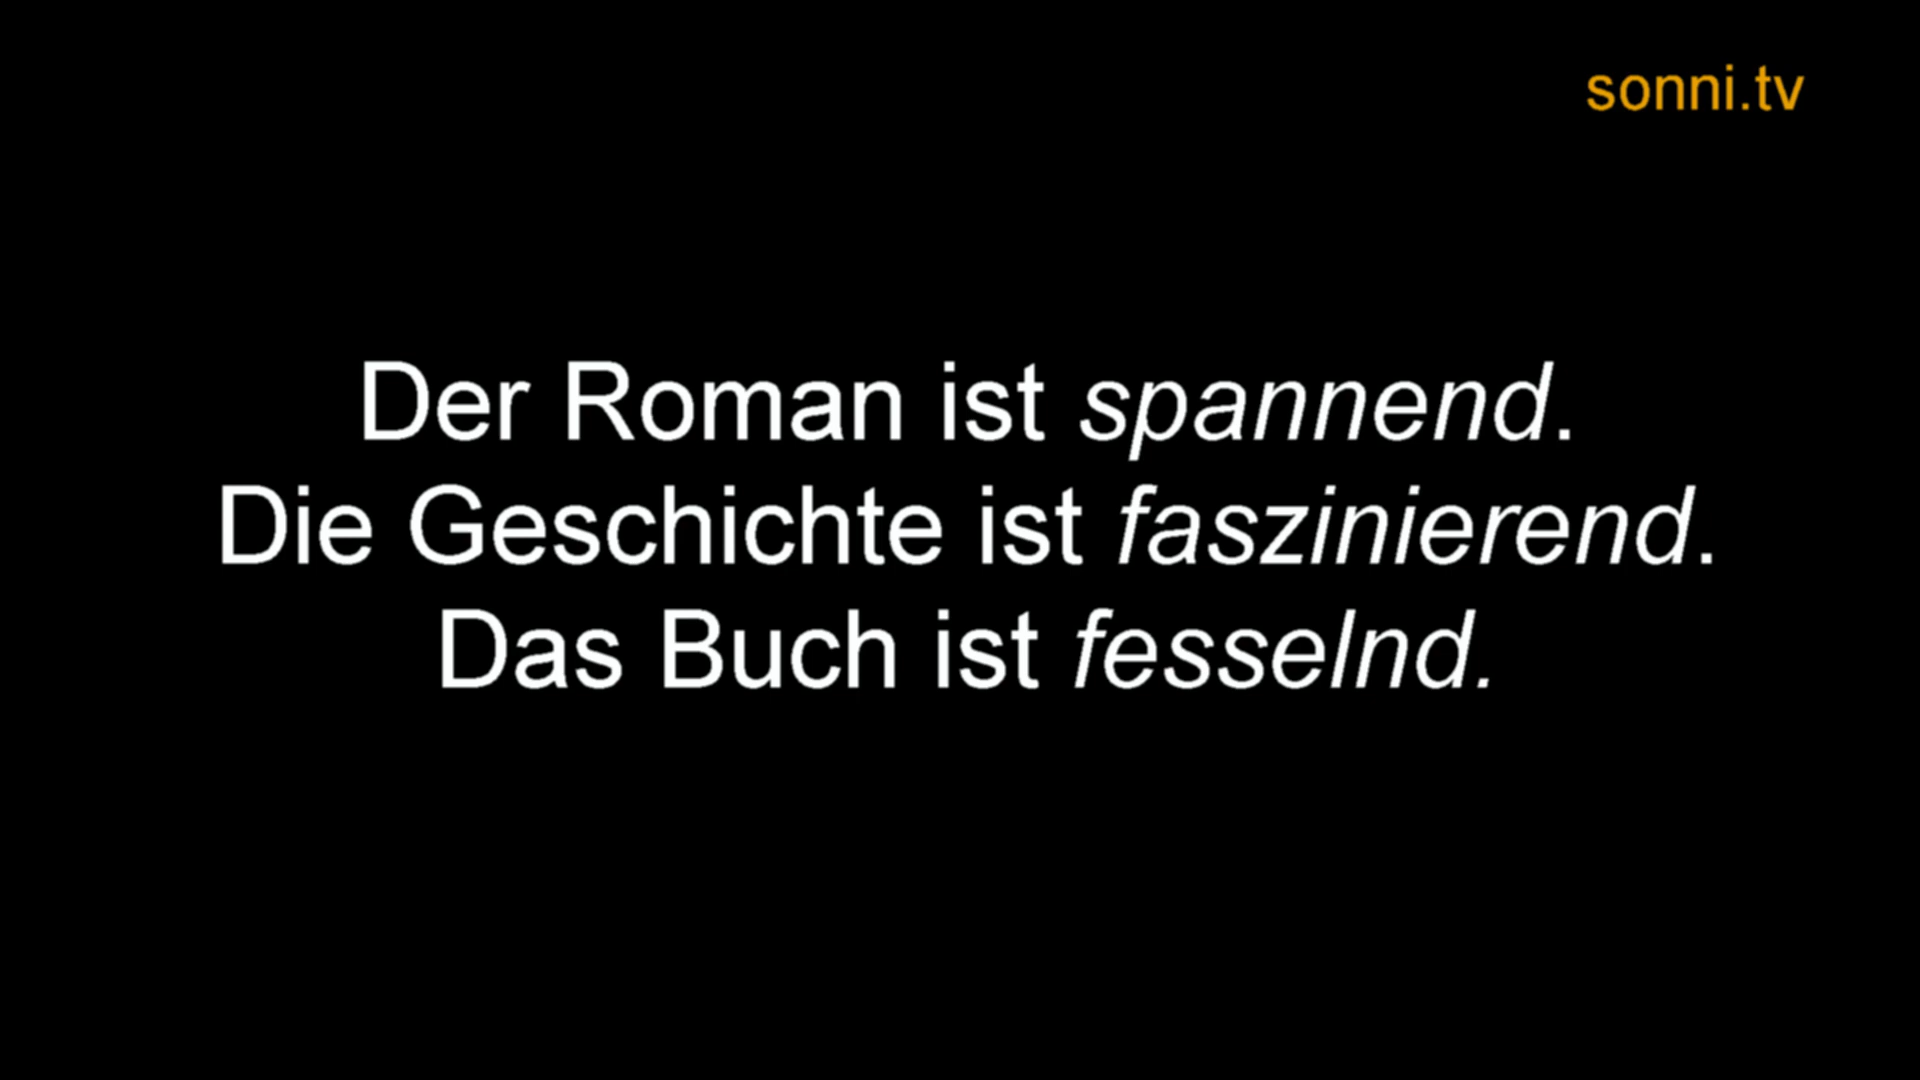 sonni.tv
Der Roman ist spannend.
Die Geschichte ist faszinierend.
Das Buch ist fesselnd.